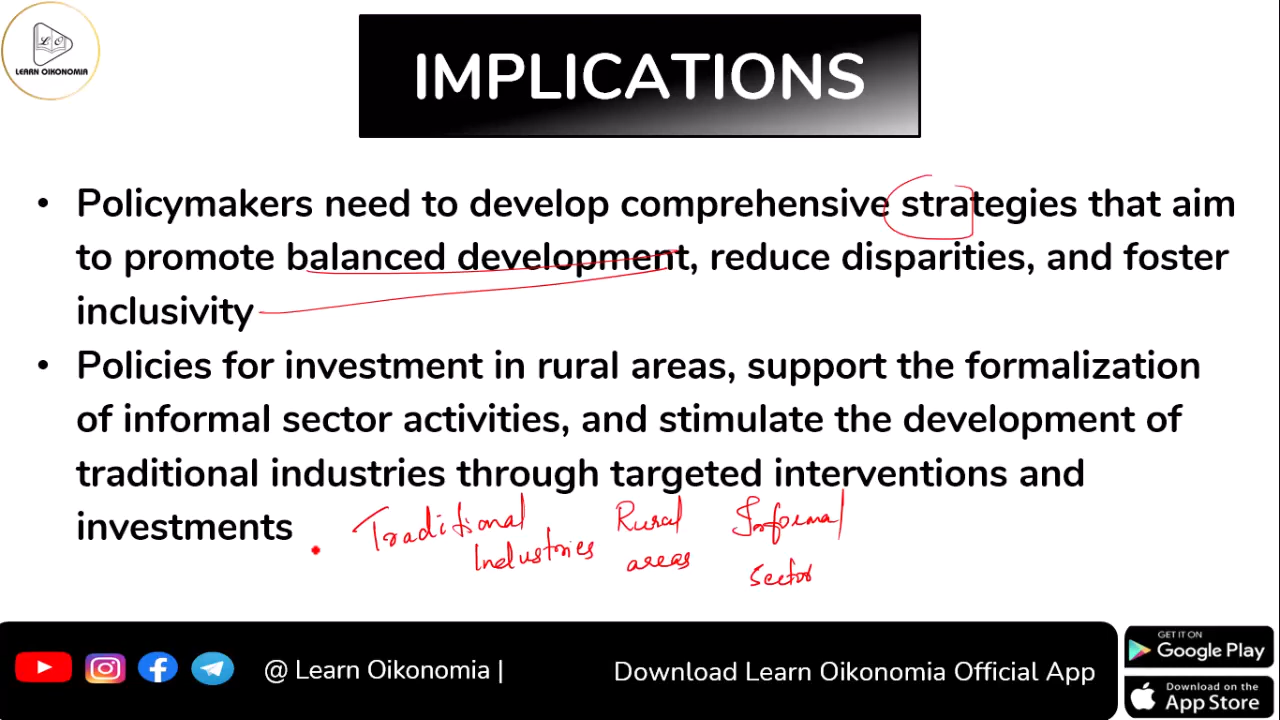 LO
LEARN OIKONOMIA
IMPLICATIONS
• Policymakers need to develop comprehensive strategies that aim
to promote balanced development, reduce disparities, and foster
inclusivity
• Policies for investment in rural areas, support the formalization
of informal sector activities, and stimulate the development of
traditional industries through targeted interventions and
investments
Traditional Rural Informal
Industries areas sector
@ Learn Oikonomia | Download Learn Oikonomia Official App
GET IT ON
Google Play
Download on the
App Store